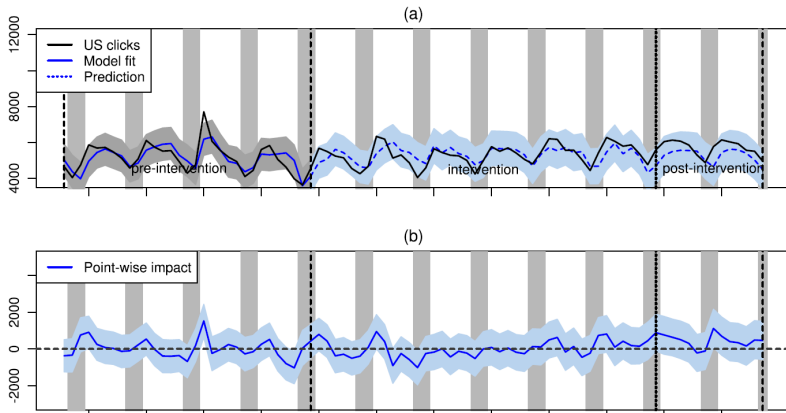 (a)
12000
8000
6000
4000
US clicks
Model fit
Prediction
pre-intervention
intervention
post-intervention
(b)
2000
0
-2000
Point-wise impact